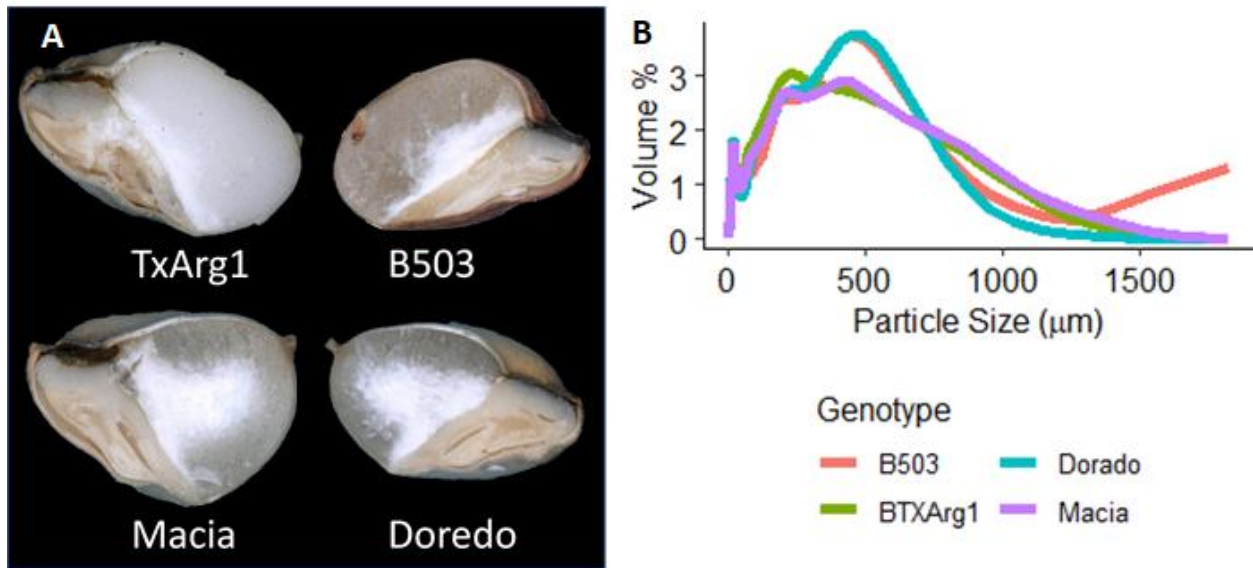 A
TxArg1
B503
Macia
Doredo
B
Volume %
3
2
1
0
0 500 1000 1500
Particle Size (μm)
Genotype
B503 Dorado
BTXArg1 Macia